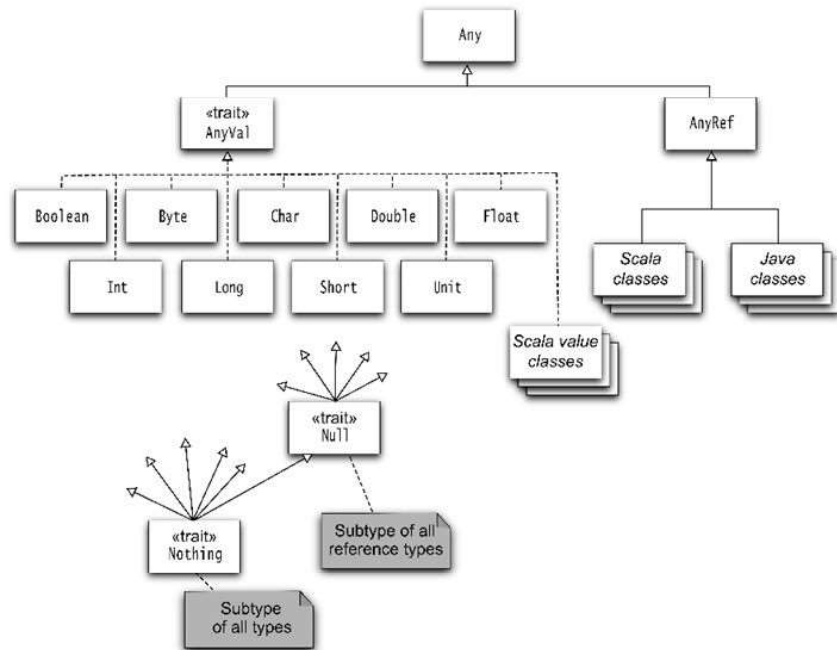 Any
«trait»
AnyVal
AnyRef
Boolean
Byte
Char
Double
Float
Scala
classes
Java
classes
Int
Long
Short
Unit
Scala value
classes
«trait»
Null
«trait»
Nothing
Subtype of all
reference types
Subtype
of all types